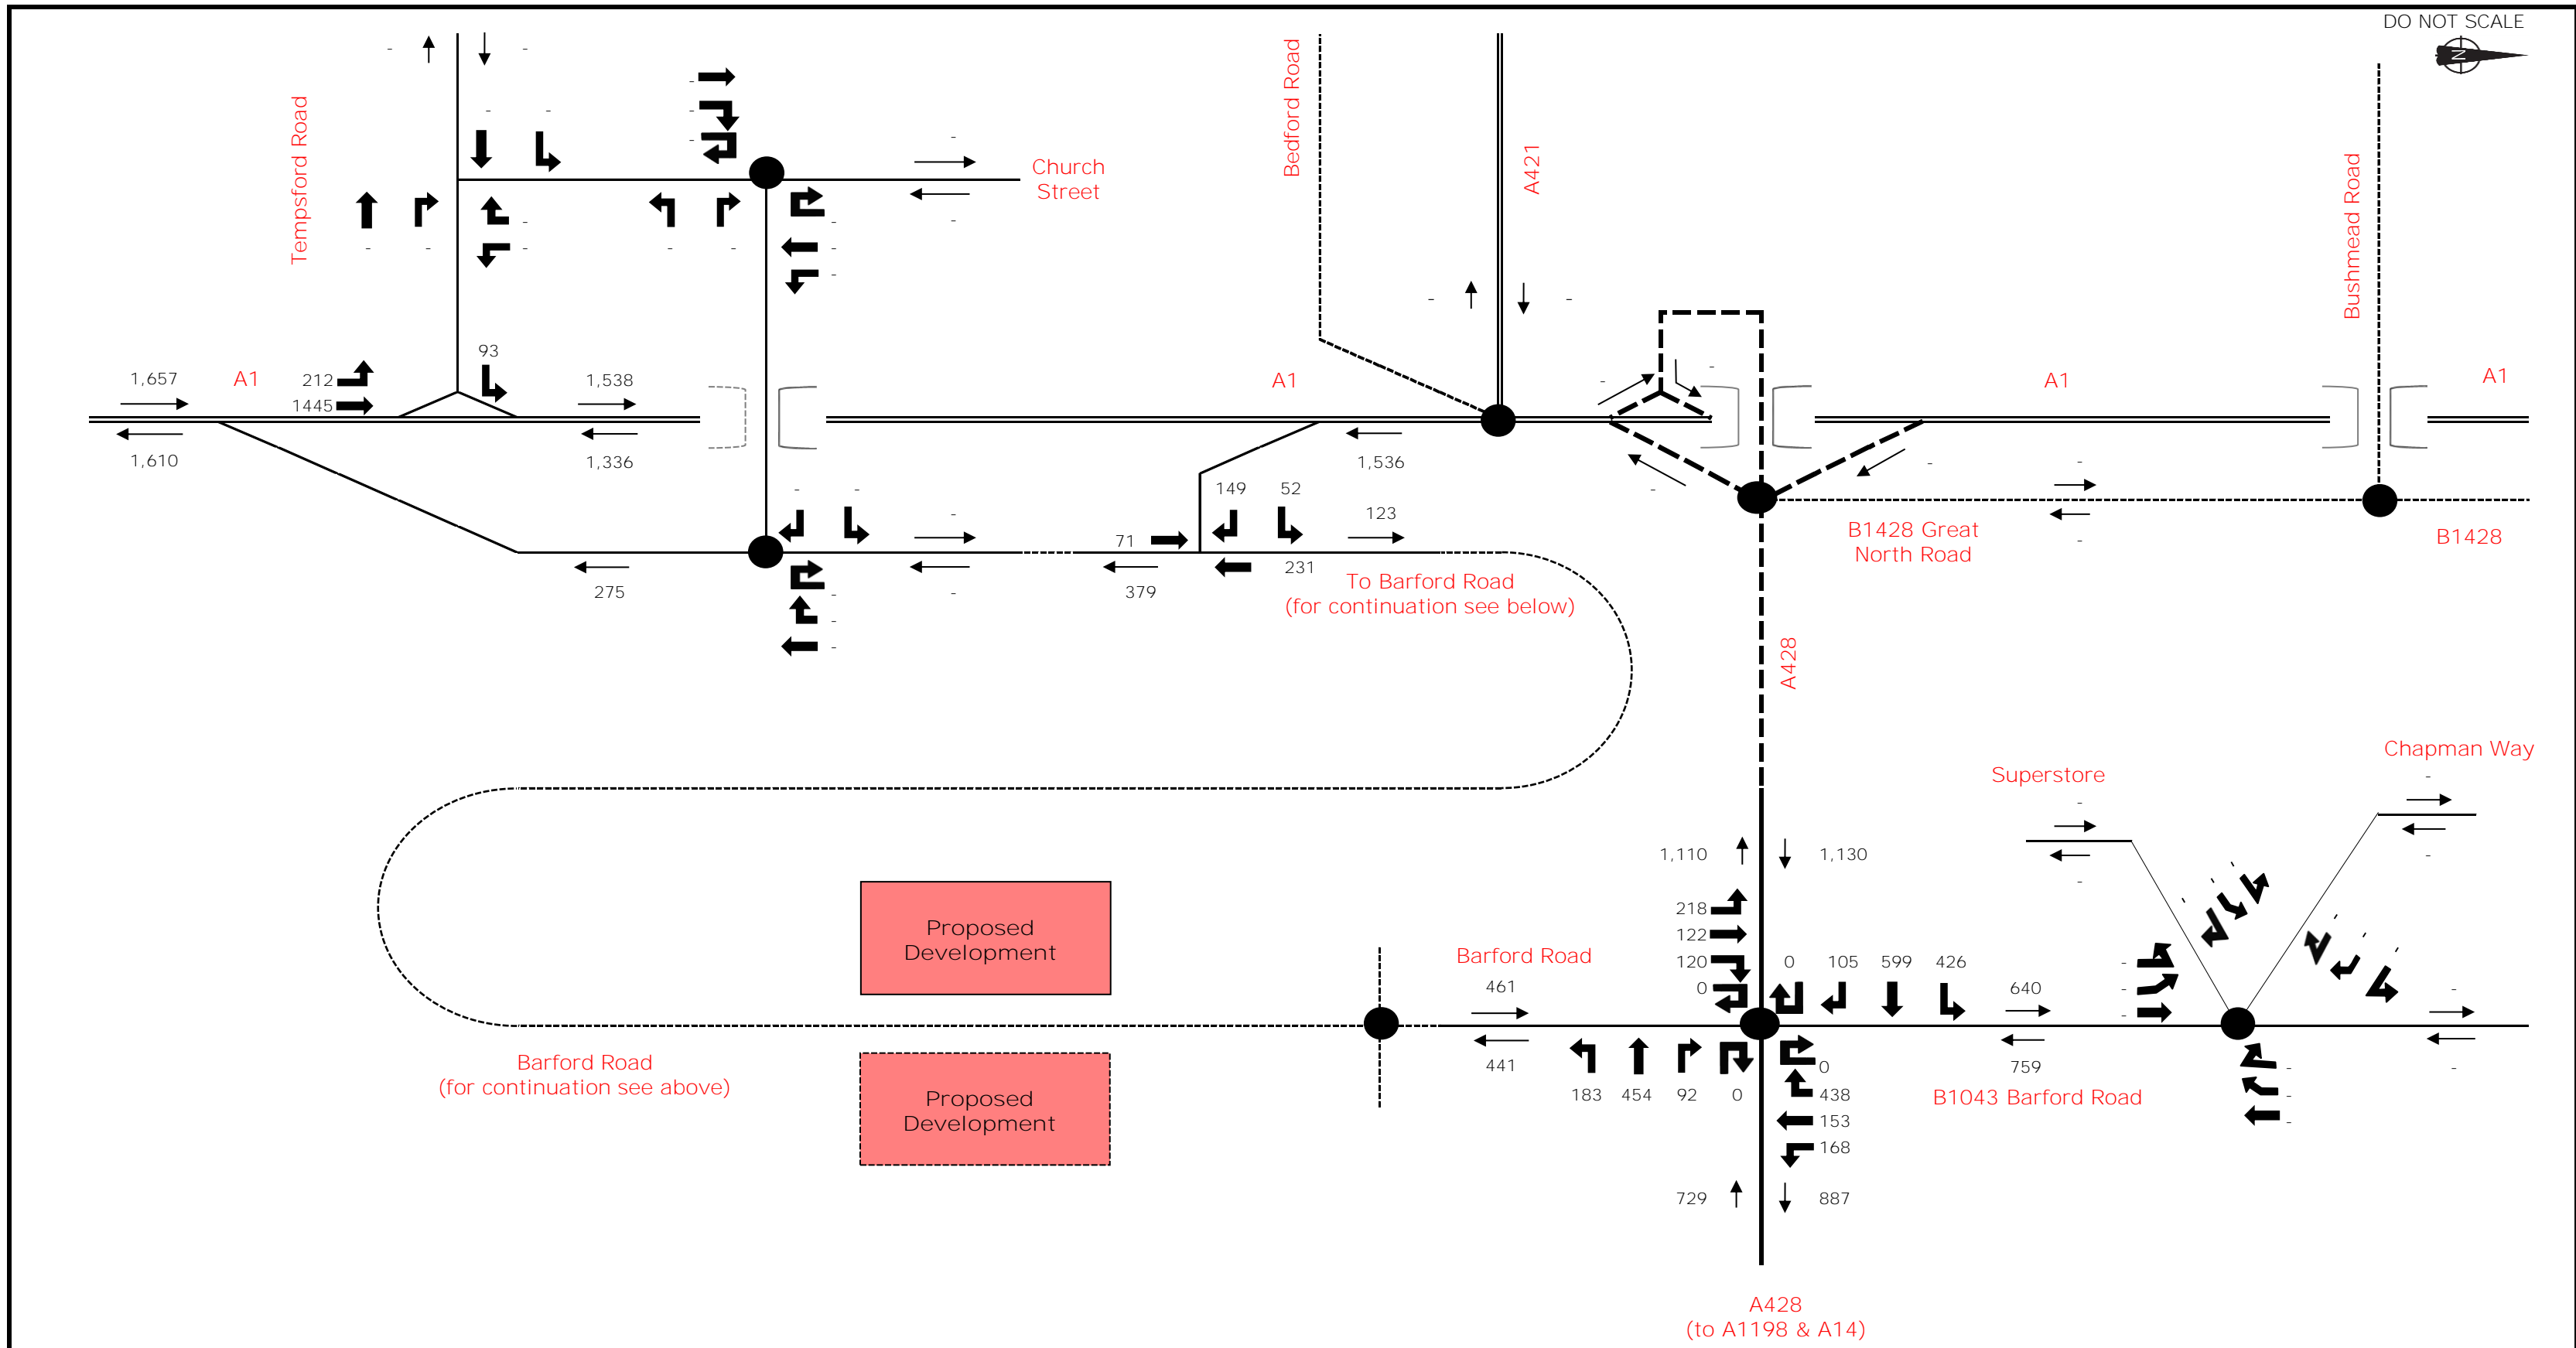 DO NOT SCALE
N
Tempsford Road
Church
Street
Bedford Road
A421
Bushmead Road
- -
- -
-
-
-
-
-
- - - -
-
-
- -
-
-
-
- -
1,657
A1
212
1445
93
1,538
A1
A1
A1
1,610
1,336
1,536
-
-
-
-
-
-
B1428 Great
North Road
B1428
- -
-
-
149
52
123
71
275
379
231
-
-
-
To Barford Road
(for continuation see below)
A428
Superstore
-
-
Chapman Way
-
-
1,110
1,130
Proposed
Development
Proposed
Development
Barford Road
(for continuation see above)
Barford Road
461
441
218
122
120
0
0
105
599
426
640
759
183
454
92
0
0
438
153
168
729
887
B1043 Barford Road
- - -
- - -
-
-
-
-
-
-
-
-
A428
(to A1198 & A14)